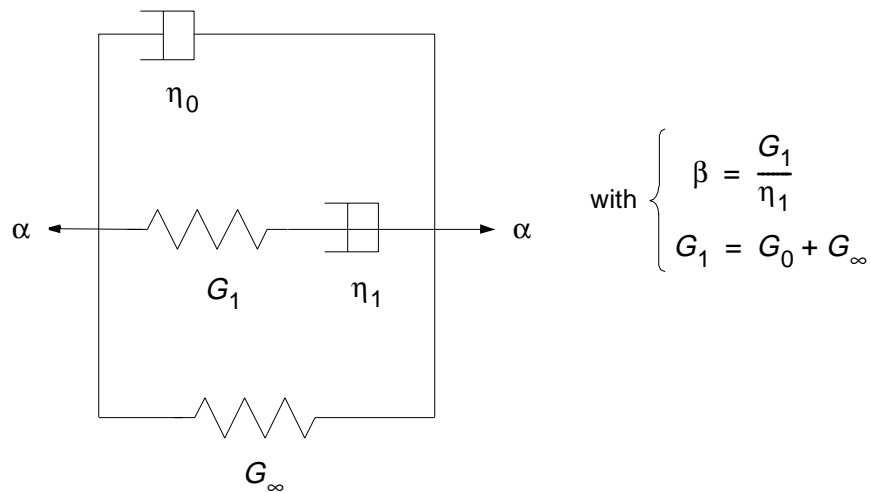 η₀
with
β = G₁ / η₁
G₁ = G₀ + G∞
α
α
G₁
η₁
G∞